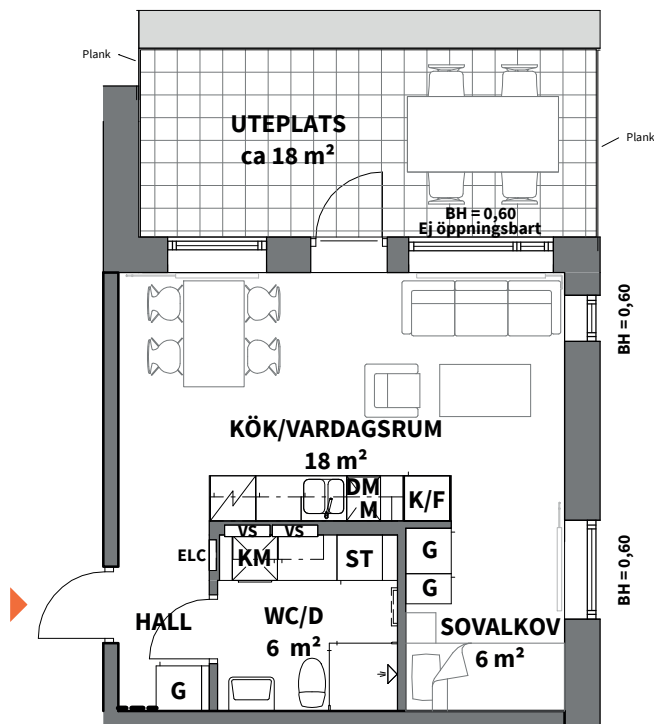 Plank
UTEPLATS
ca 18 m²
Plank
BH = 0,60
Ej öppningsbart
BH = 0,60
KÖK/VARDAGSRUM
18 m²
DM
M
K/F
VS
VS
ELC
KM
ST
G
G
BH = 0,60
HALL
WC/D
6 m²
SOVALKOV
6 m²
G